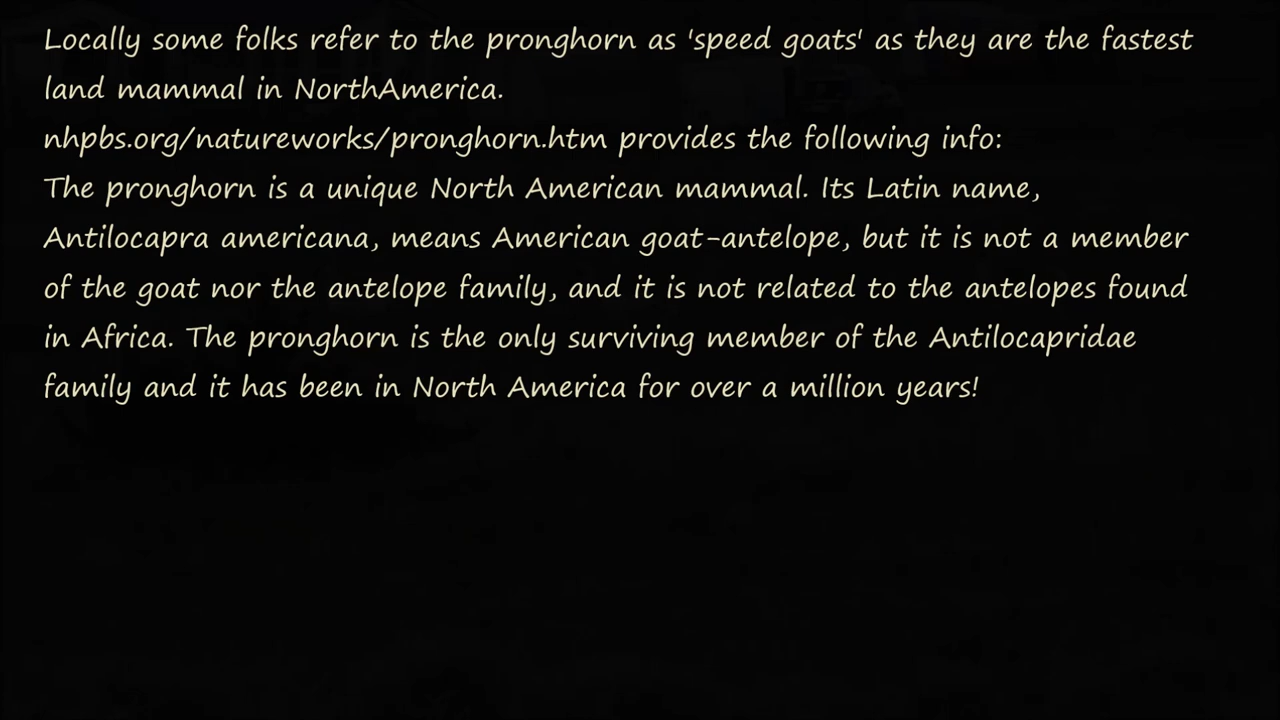 Locally some folks refer to the pronghorn as 'speed goats' as they are the fastest
land mammal in NorthAmerica.
nhpbs.org/natureworks/pronghorn.htm provides the following info:
The pronghorn is a unique North American mammal. Its Latin name,
Antilocapra americana, means American goat-antelope, but it is not a member
of the goat nor the antelope family, and it is not related to the antelopes found
in Africa. The pronghorn is the only surviving member of the Antilocapridae
family and it has been in North America for over a million years!